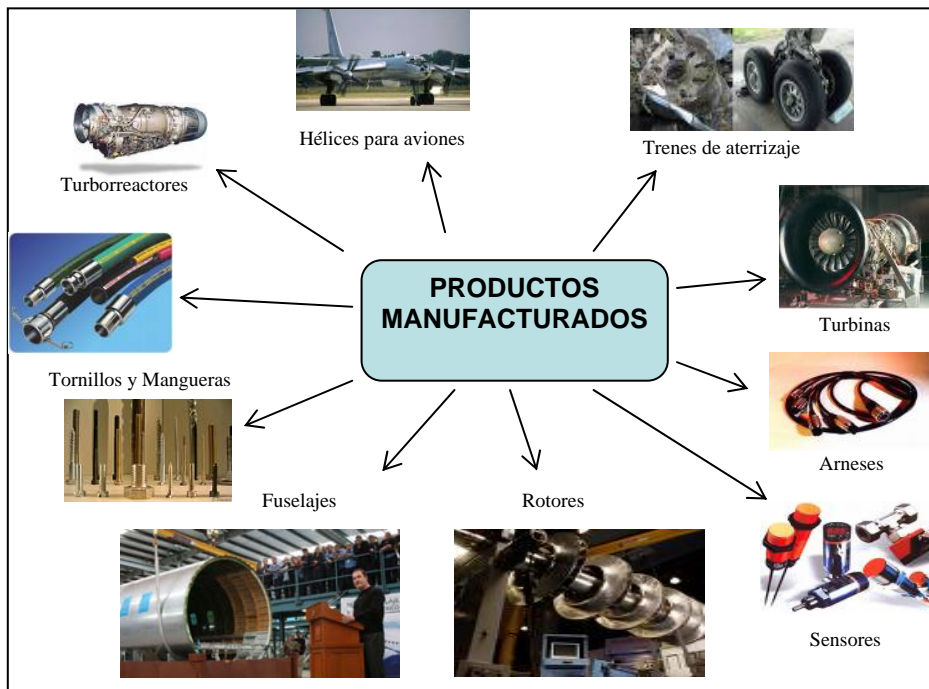 Hélices para aviones
Trenes de aterrizaje
Turborreactores
PRODUCTOS
MANUFACTURADOS
Turbinas
Tornillos y Mangueras
Arneses
Fuselajes
Rotores
Sensores